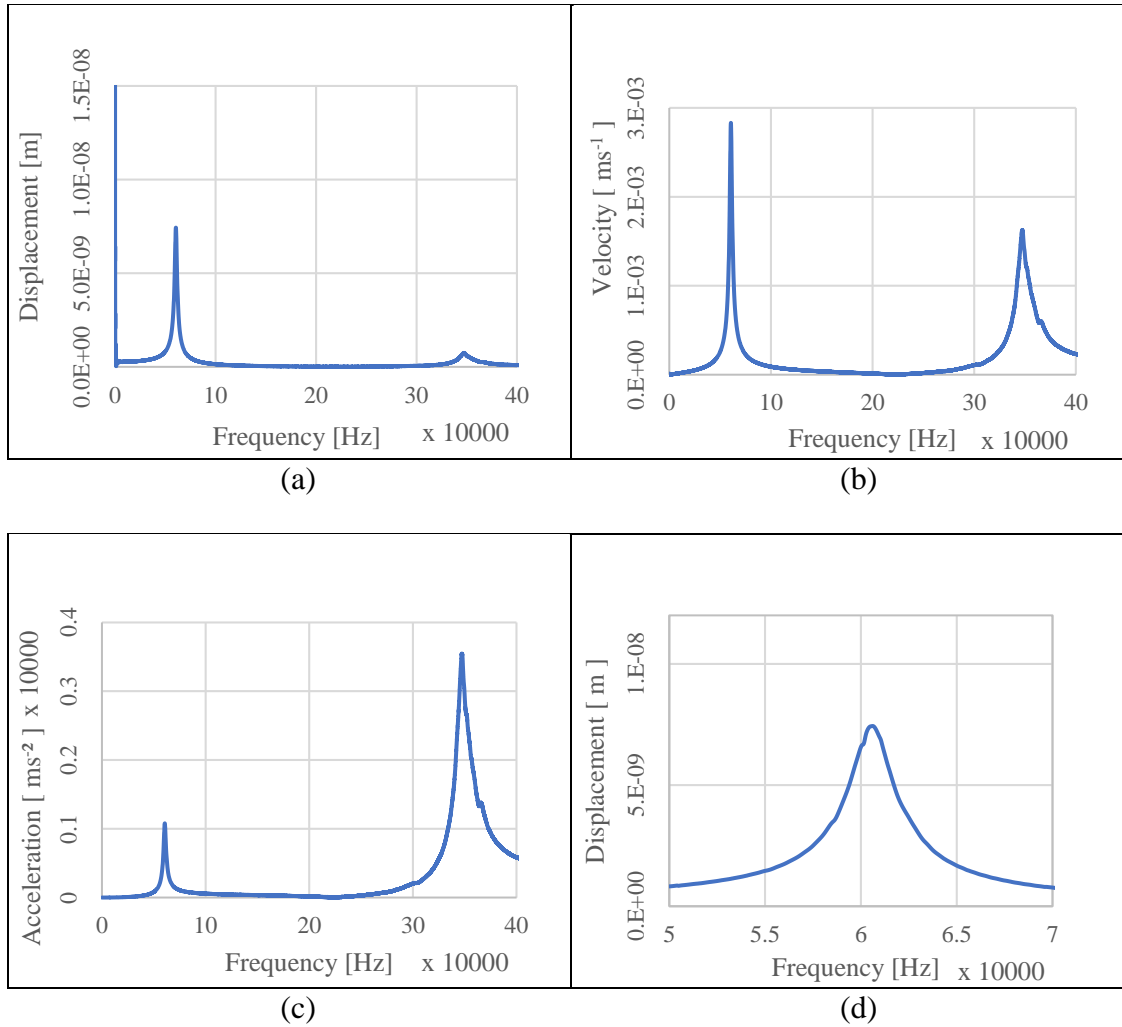 Displacement [m]
1.5E-08
1.0E-08
5.0E-09
0.0E+00
0 10 20 30 40
Frequency [Hz] x 10000
(a)
Velocity [ ms-1 ]
3.E-03
2.E-03
1.E-03
0.E+00
0 10 20 30 40
Frequency [Hz] x 10000
(b)
Acceleration [ ms-² ] x 10000
0.4
0.3
0.2
0.1
0
0 10 20 30 40
Frequency [Hz] x 10000
(c)
Displacement [ m ]
1.E-08
5.E-09
0.E+00
5 5.5 6 6.5 7
Frequency [Hz] x 10000
(d)